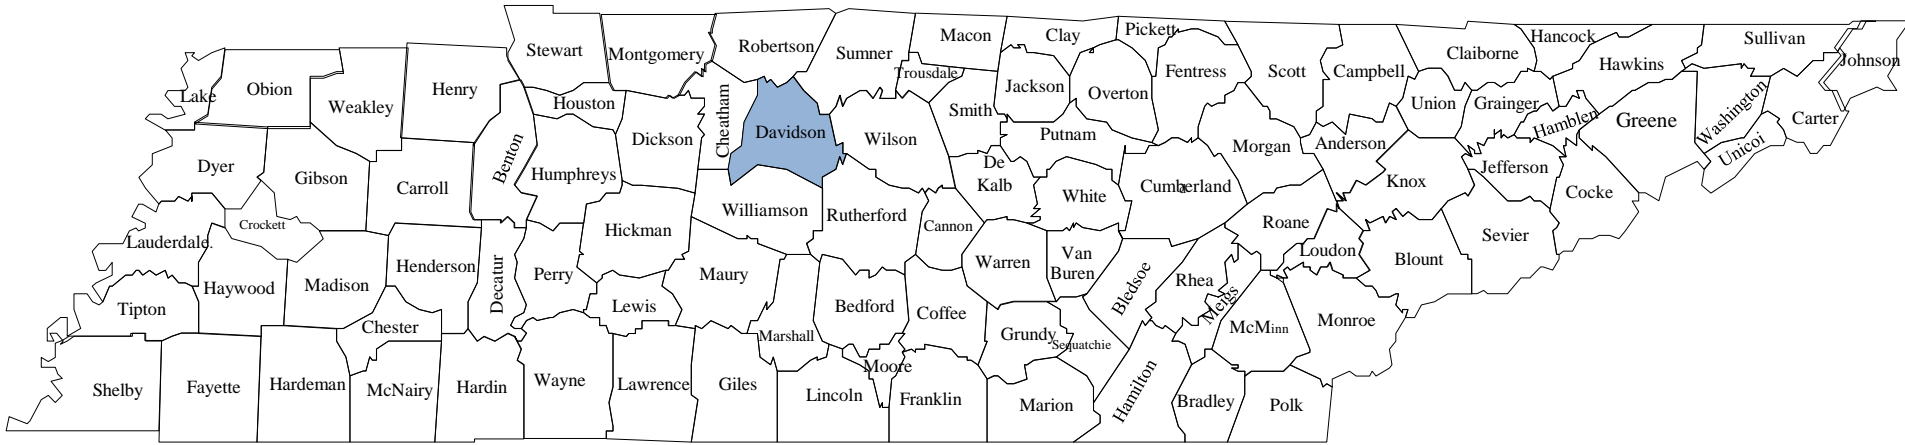 Stewart
Montgomery
Robertson
Sumner
Macon
Clay
Pickett
Hancock
Sullivan
Lake
Obion
Weakley
Henry
Houston
Cheatham
Trousdale
Jackson
Overton
Fentress
Scott
Campbell
Claiborne
Hawkins
Johnson
Dickson
Davidson
Wilson
Smith
Putnam
Morgan
Anderson
Union
Grainger
Hamblen
Greene
Washington
Carter
Unicoi
Dyer
Gibson
Carroll
Benton
Humphreys
De
Kalb
White
Cumberland
d
Knox
Jefferson
Cocke
Crockett
Lauderdale.
Hickman
Williamson
Rutherford
Cannon
Roane
Loudon
Sevier
Tipton
Haywood
Madison
Henderson
Decatur
Perry
Lewis
Maury
Bedford
Coffee
Warren
Van
Buren
Bledsoe
Rhea
Meigs
Blount
Chester
Marshall
Moore
Grundy
Sequatchie
McMinn
Monroe
Shelby
Fayette
Hardeman
McNairy
Hardin
Wayne
Lawrence
Giles
Lincoln
Franklin
Marion
Hamilton
Bradley
Polk